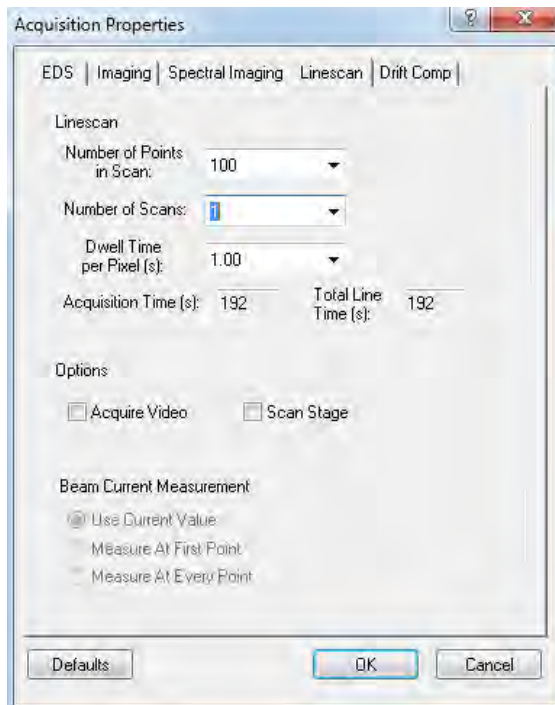 Acquisition Properties
EDS | Imaging | Spectral Imaging Linescan | Drift Comp |
Linescan
Number of Points
in Scan:
100
Number of Scans:
1
Dwell Time
per Pixel (s):
1.00
Acquisition Time (s): 192
Total Line
Time (s):
192
Options
Acquire Video
Scan Stage
Beam Current Measurement
Use Current Value
Measure At First Point
Measure At Every Point
Defaults
OK
Cancel